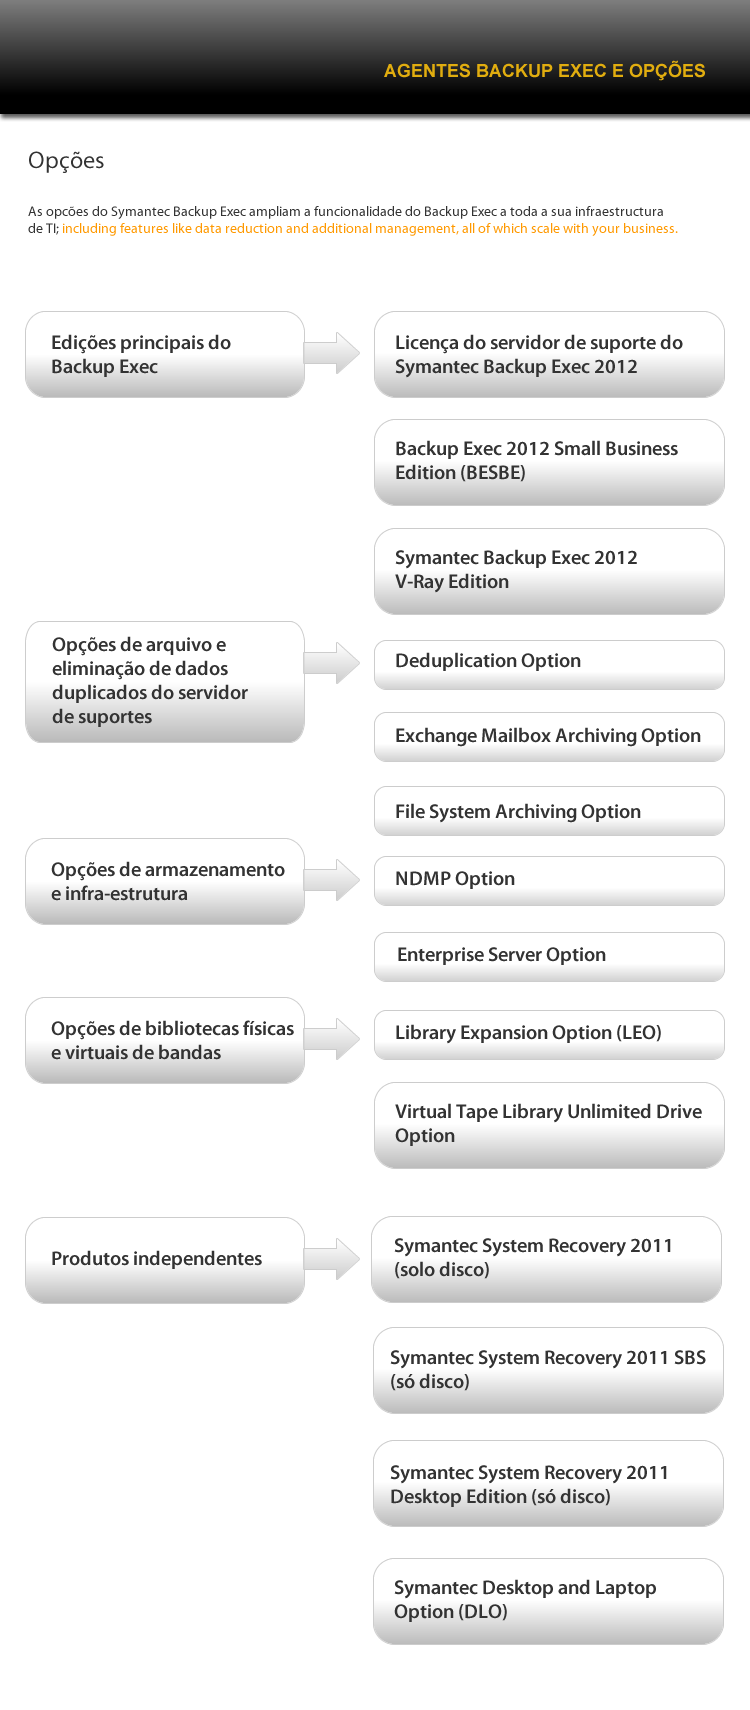 AGENTES BACKUP EXEC E OPÇÕES
Opções
As opcões do Symantec Backup Exec ampliam a funcionalidade do Backup Exec a toda a sua infraestructura
de TI; including features like data reduction and additional management, all of which scale with your business.
Edições principais do
Backup Exec
Licença do servidor de suporte do
Symantec Backup Exec 2012
Backup Exec 2012 Small Business
Edition (BESBE)
Symantec Backup Exec 2012
V-Ray Edition
Opções de arquivo e
eliminação de dados
duplicados do servidor
de suportes
Deduplication Option
Exchange Mailbox Archiving Option
File System Archiving Option
Opções de armazenamento
e infra-estrutura
NDMP Option
Enterprise Server Option
Opções de bibliotecas físicas
e virtuais de bandas
Library Expansion Option (LEO)
Virtual Tape Library Unlimited Drive
Option
Produtos independentes
Symantec System Recovery 2011
(solo disco)
Symantec System Recovery 2011 SBS
(só disco)
Symantec System Recovery 2011
Desktop Edition (só disco)
Symantec Desktop and Laptop
Option (DLO)